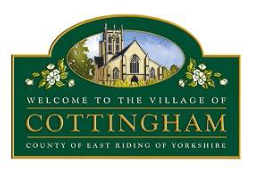 WELCOME TO THE VILLAGE OF
COTTINGHAM
COUNTY OF EAST RIDING OF YORKSHIRE